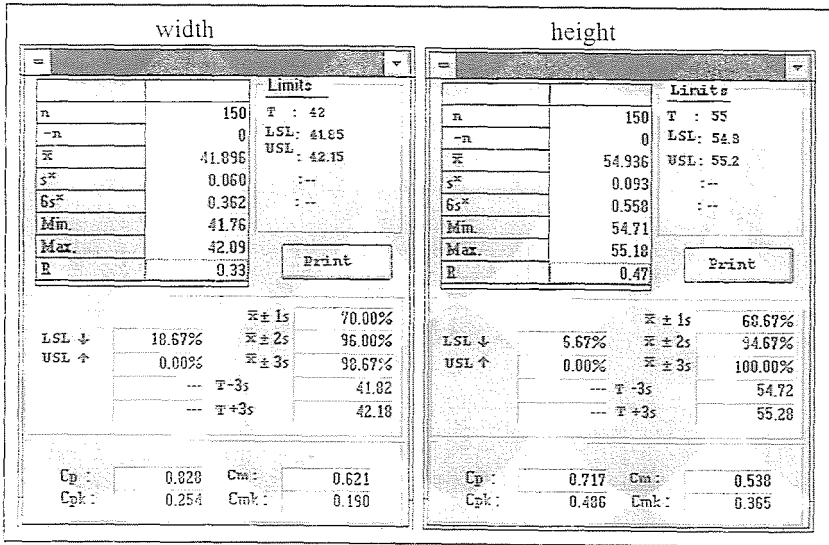 width
Limits
n 150 T : 42
-n 0 LSL: 41.85
x̄ 41.896 USL: 42.15
sˣ 0.060 :--
6sˣ 0.362 :--
Min. 41.76
Max. 42.09
R 0.33
Print
x̄ ± 1s 70.00%
LSL ↓ 18.67% x̄ ± 2s 96.00%
USL ↑ 0.00% x̄ ± 3s 98.67%
--- T -3s 41.82
--- T +3s 42.18
Cp : 0.828 Cm : 0.621
Cpk : 0.254 Cmk : 0.190
height
Limits
n 150 T : 55
-n 0 LSL: 54.8
x̄ 54.936 USL: 55.2
sˣ 0.093 :--
6sˣ 0.558 :--
Min. 54.71
Max. 55.18
R 0.47
Print
x̄ ± 1s 68.67%
LSL ↓ 6.67% x̄ ± 2s 94.67%
USL ↑ 0.00% x̄ ± 3s 100.00%
--- T -3s 54.72
--- T +3s 55.28
Cp : 0.717 Cm : 0.538
Cpk : 0.486 Cmk : 0.365